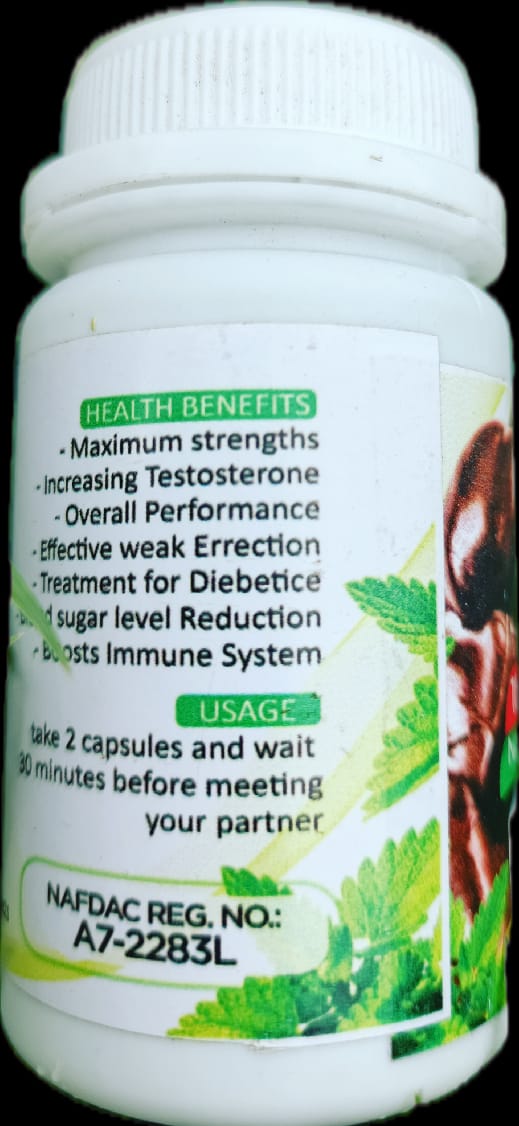 HEALTH BENEFITS
- Maximum strengths
- Increasing Testosterone
- Overall Performance
- Effective weak Errection
- Treatment for Diebetice
sugar level Reduction
- Boosts Immune System
USAGE
take 2 capsules and wait
30 minutes before meeting
your partner
NAFDAC REG. NO.:
A7-2283L